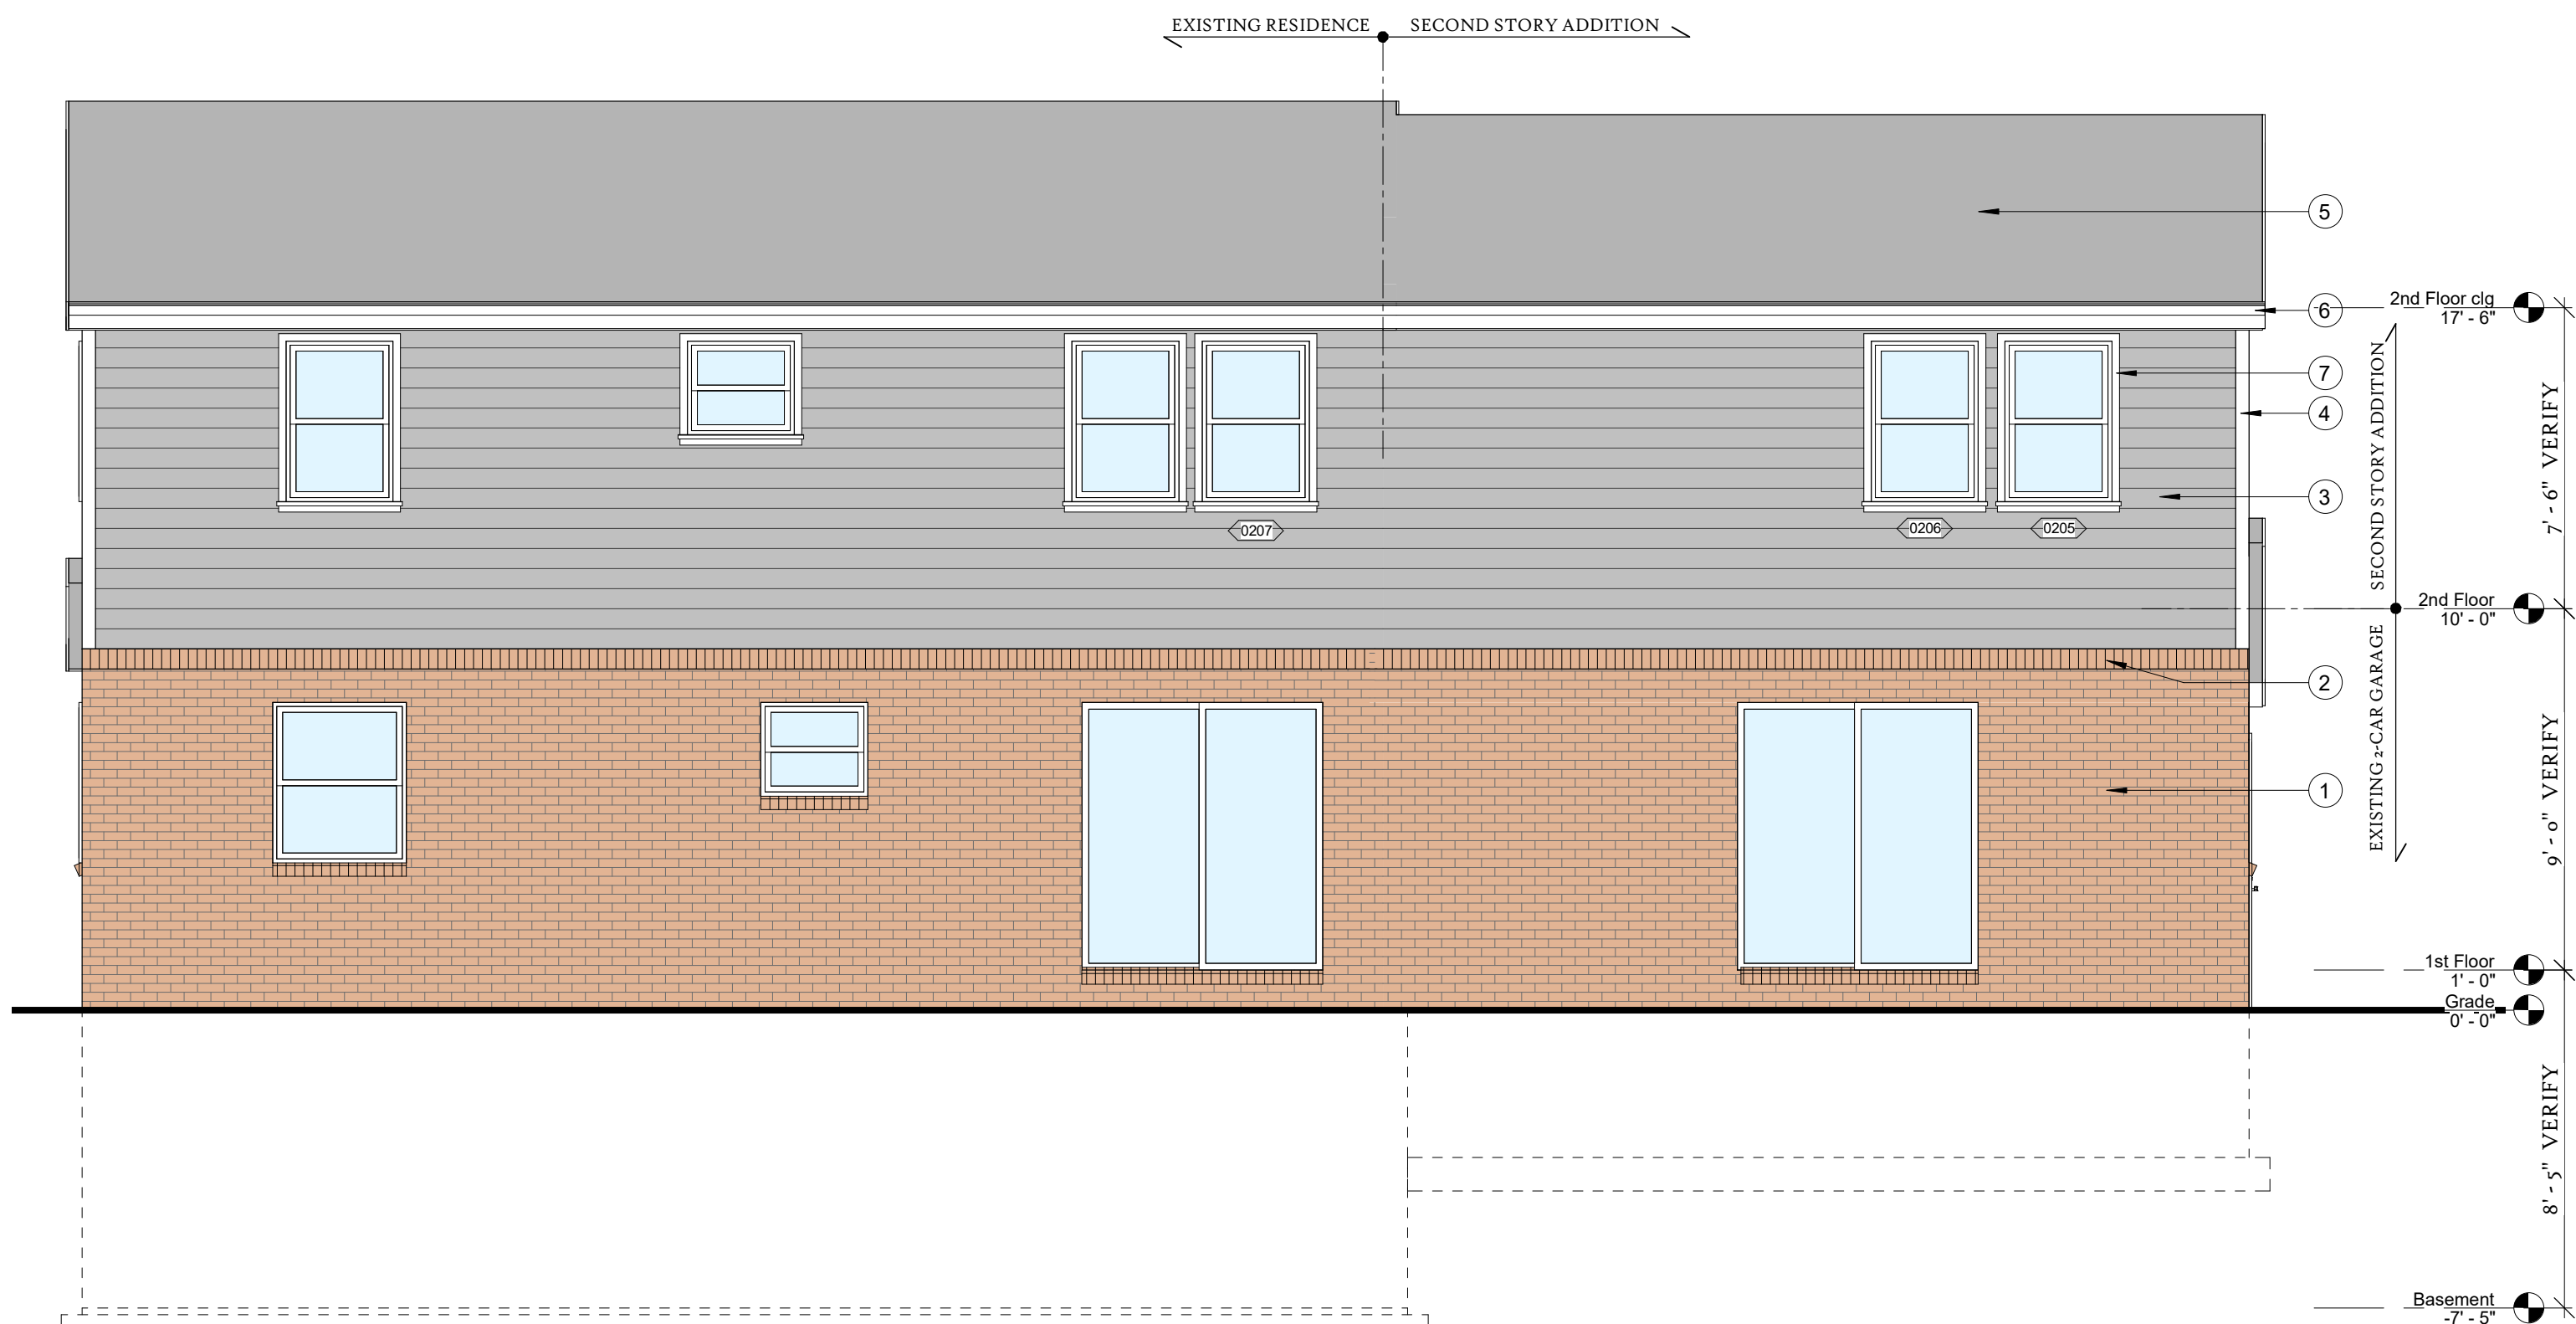 EXISTING RESIDENCE
SECOND STORY ADDITION
5
2nd Floor clg
17' - 6"
6
7
4
3
SECOND STORY ADDITION
7' - 6" VERIFY
0207
0206
0205
2nd Floor
10' - 0"
2
EXISTING 2-CAR GARAGE
9' - 0" VERIFY
1
1st Floor
1' - 0"
Grade
0' - 0"
8' - 5" VERIFY
Basement
-7' - 5"